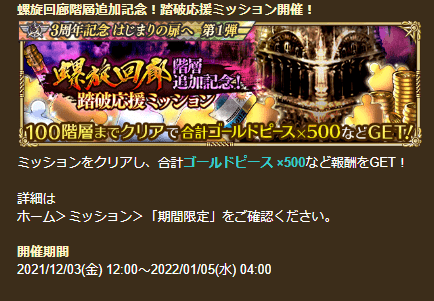 螺旋回廊階層追加記念！踏破応援ミッション開催！
3周年記念 はじまりの扉へ 第1弾
螺旋回廊 階層追加記念！
踏破応援ミッション
100階層までクリアで合計ゴールドピース×500などGET！
ミッションをクリアし、合計ゴールドピース×500など報酬をGET！
詳細は
ホーム＞ミッション＞「期間限定」をご確認ください。
開催期間
2021/12/03(金) 12:00～2022/01/05(水) 04:00